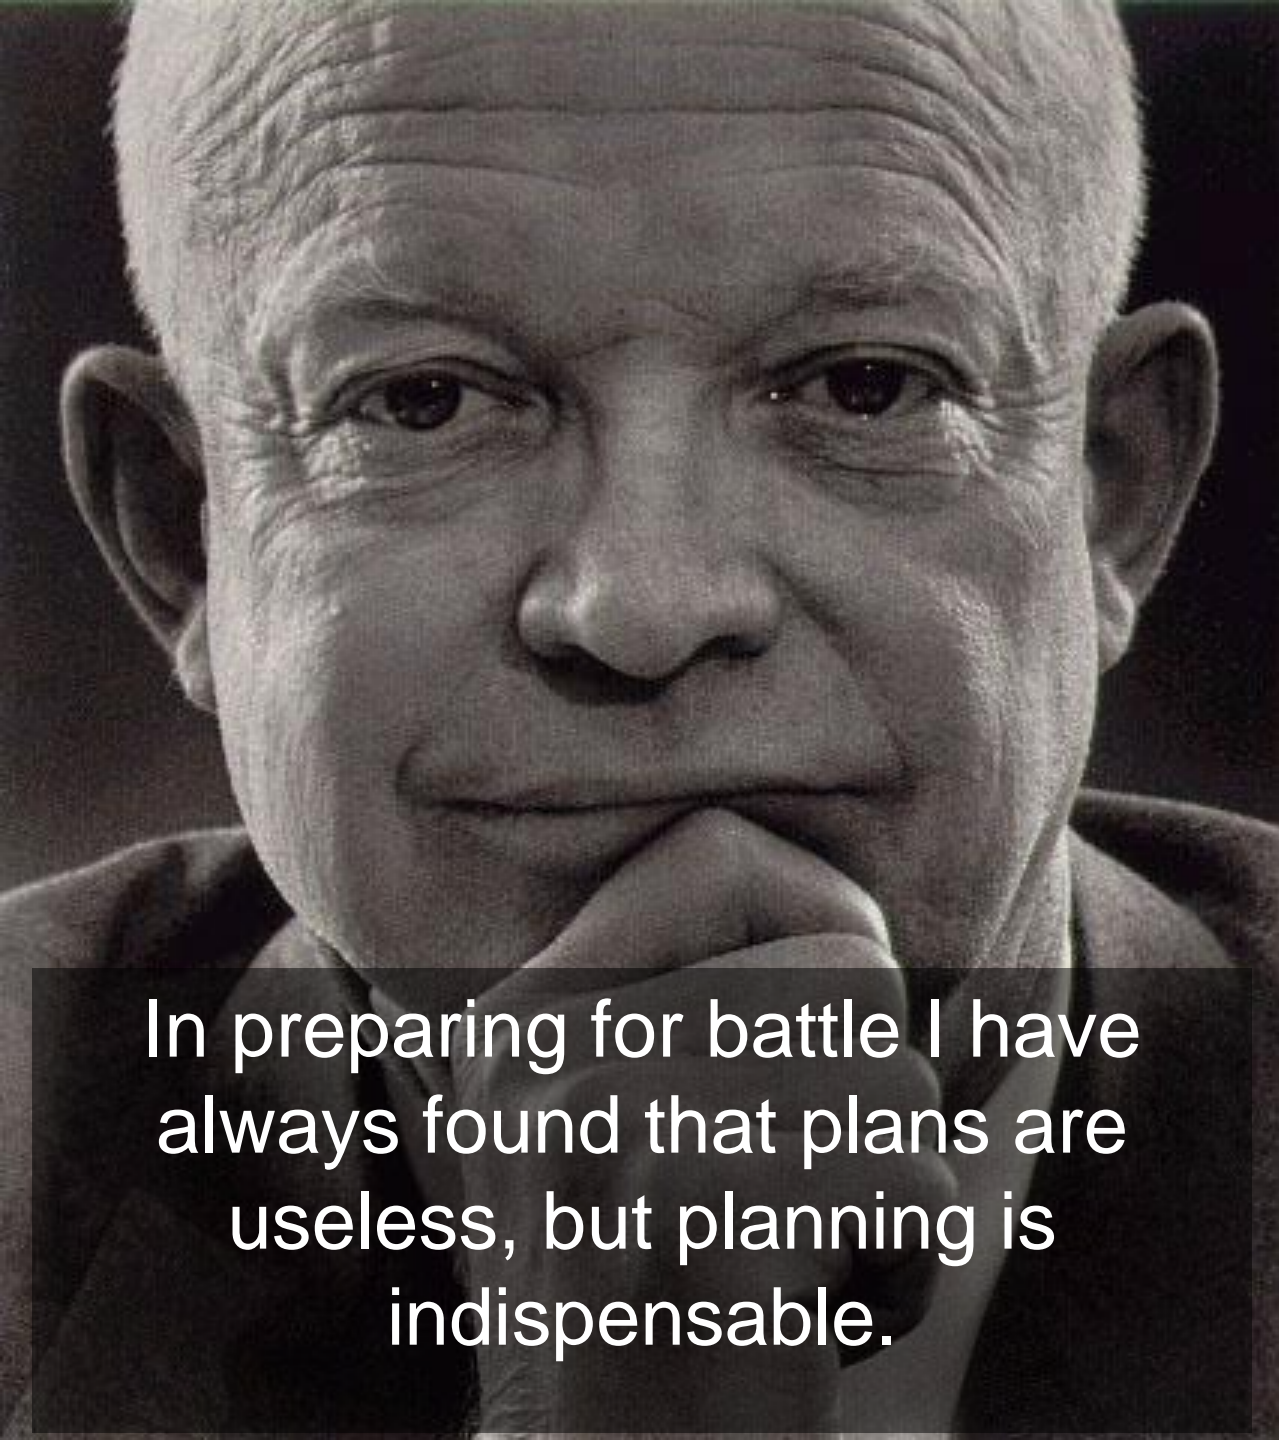 In preparing for battle I have
always found that plans are
useless, but planning is
indispensable.